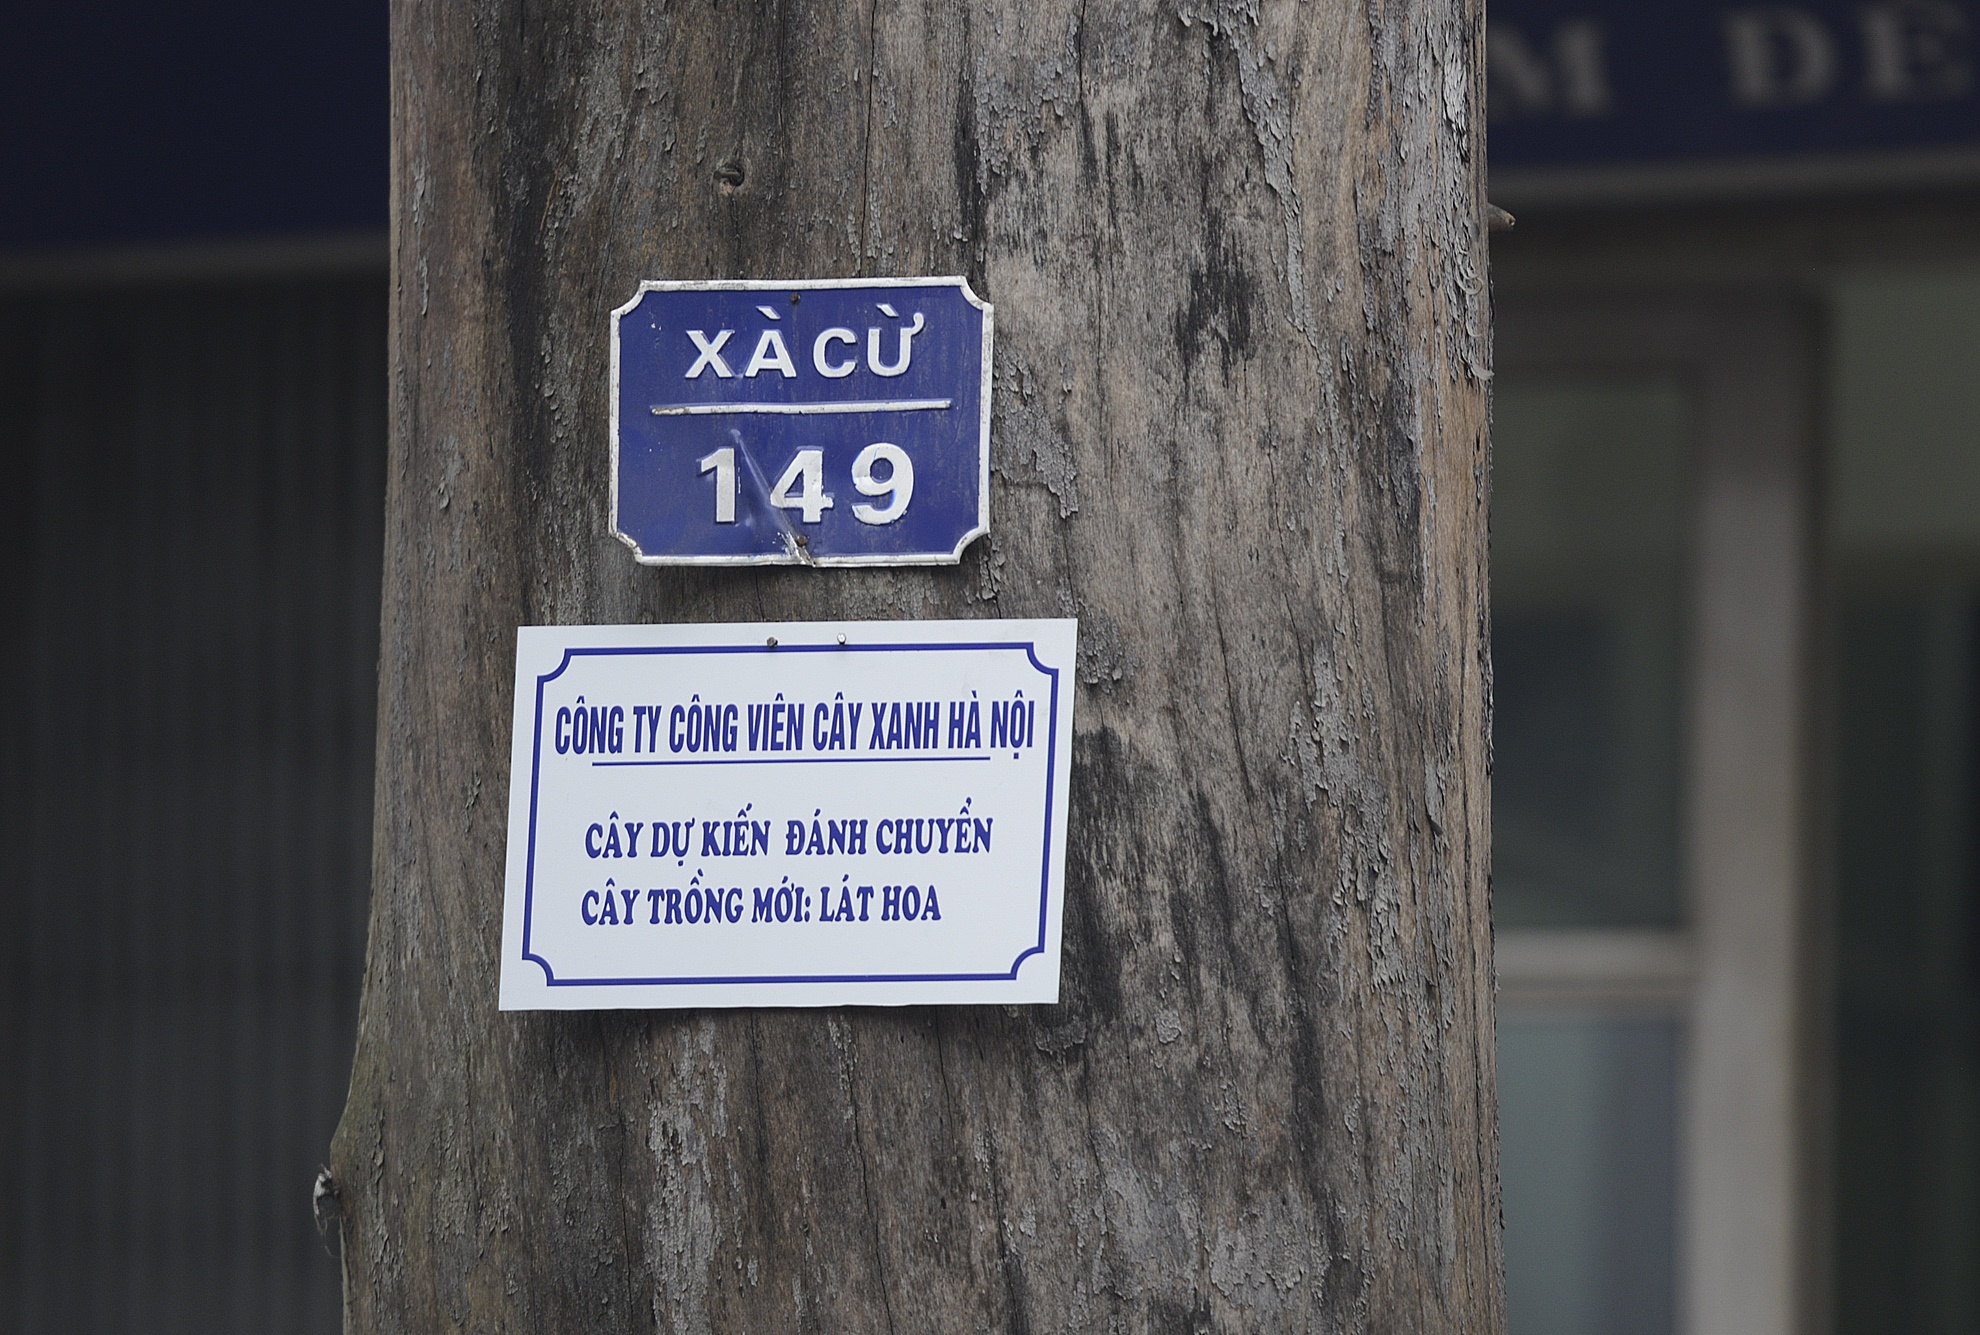 XÀ CỪ
149
CÔNG TY CÔNG VIÊN CÂY XANH HÀ NỘI
CÂY DỰ KIẾN ĐÁNH CHUYỂN
CÂY TRỒNG MỚI: LÁT HOA